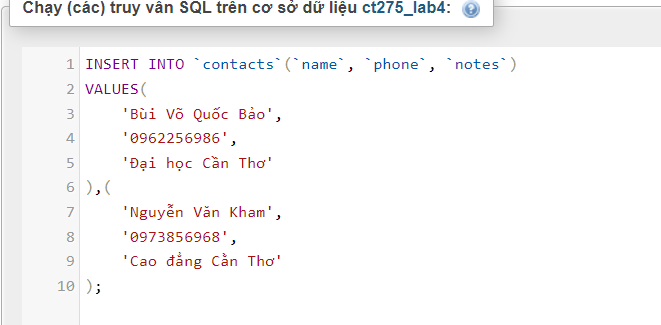 Chạy (các) truy vấn SQL trên cơ sở dữ liệu ct275_lab4:
1 INSERT INTO `contacts`(`name`, `phone`, `notes`)
2 VALUES(
3 'Bùi Võ Quốc Bảo',
4 '0962256986',
5 'Đại học Cần Thơ'
6 ),(
7 'Nguyễn Văn Kham',
8 '0973856968',
9 'Cao đẳng Cần Thơ'
10 );